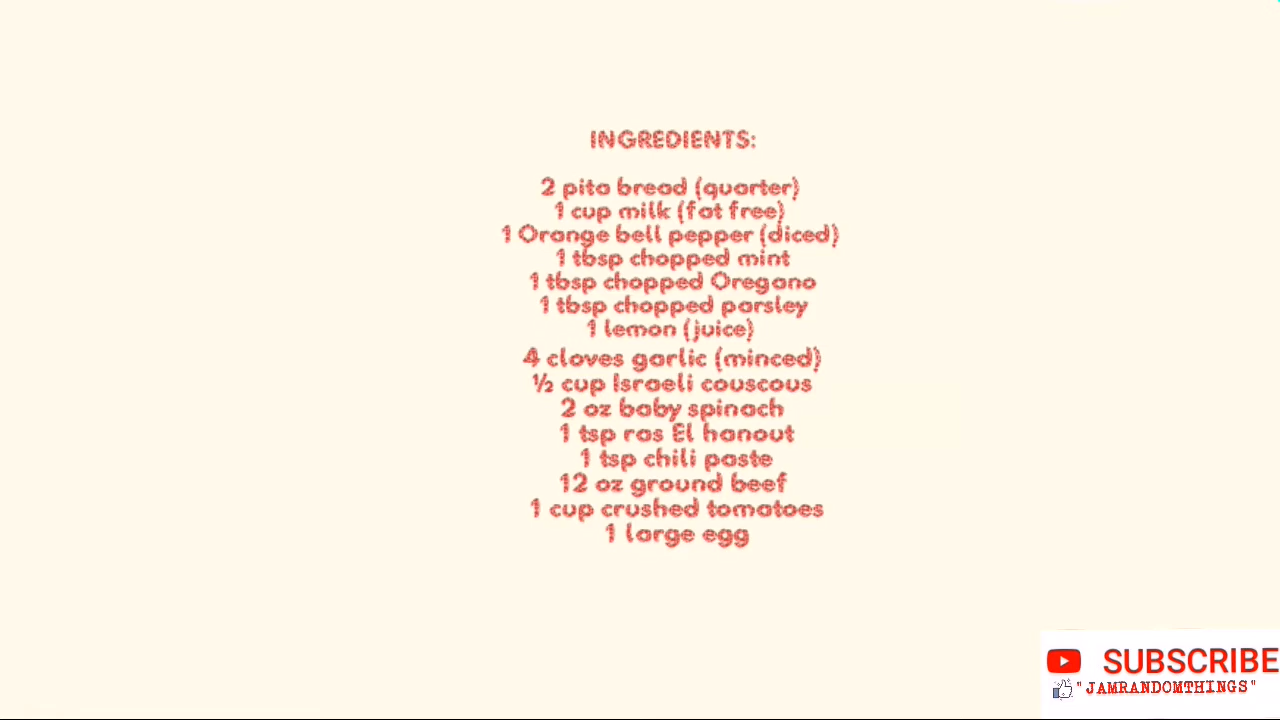 INGREDIENTS:
2 pita bread (quarter)
1 cup milk (fat free)
1 Orange bell pepper (diced)
1 tbsp chopped mint
1 tbsp chopped Oregano
1 tbsp chopped parsley
1 lemon (juice)
4 cloves garlic (minced)
½ cup Israeli couscous
2 oz baby spinach
1 tsp ras El hanout
1 tsp chili paste
12 oz ground beef
1 cup crushed tomatoes
1 large egg
SUBSCRIBE
"JAMRANDOMTHINGS"